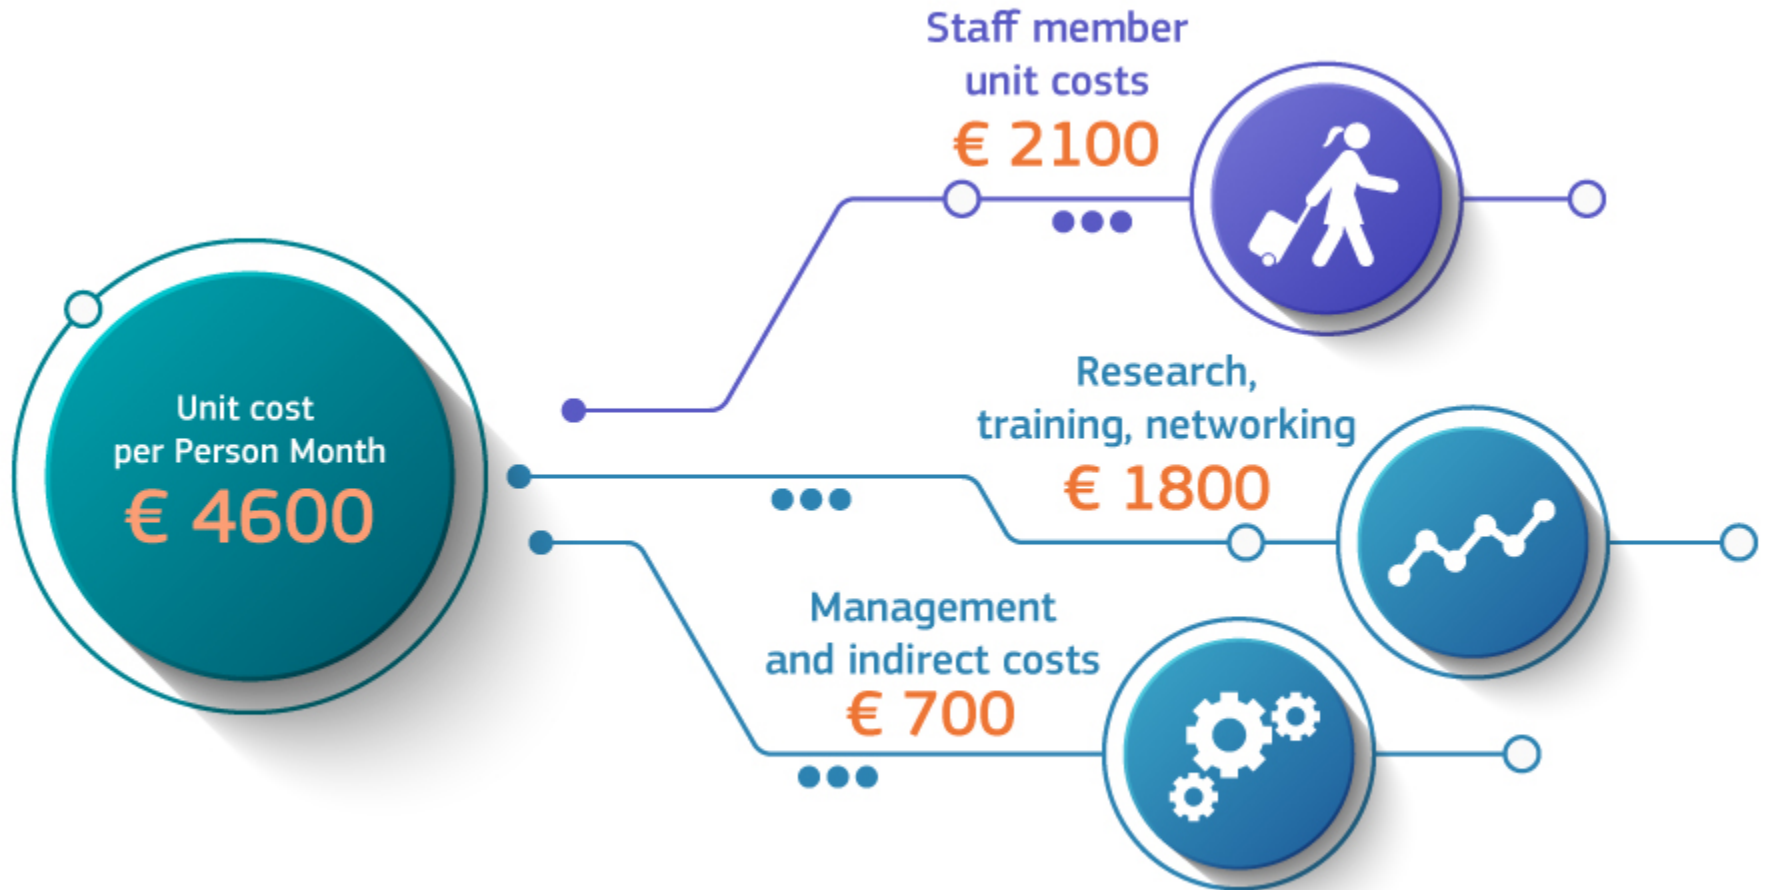 Unit cost
per Person Month
€ 4600
Staff member
unit costs
€ 2100
Research,
training, networking
€ 1800
Management
and indirect costs
€ 700